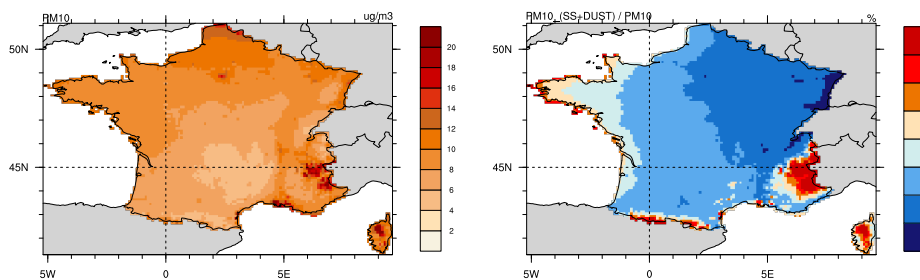 PM10 ug/m3
50N
45N
5W 0 5E
20
18
16
14
12
10
8
6
4
2
PM10_(SS+DUST) / PM10 %
50N
45N
5W 0 5E